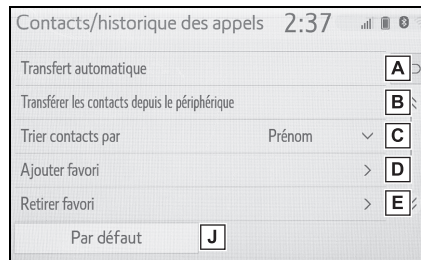 Contacts/historique des appels 2:37
Transfert automatique A
Transférer les contacts depuis le périphérique B
Trier contacts par Prénom C
Ajouter favori D
Retirer favori E
Par défaut J